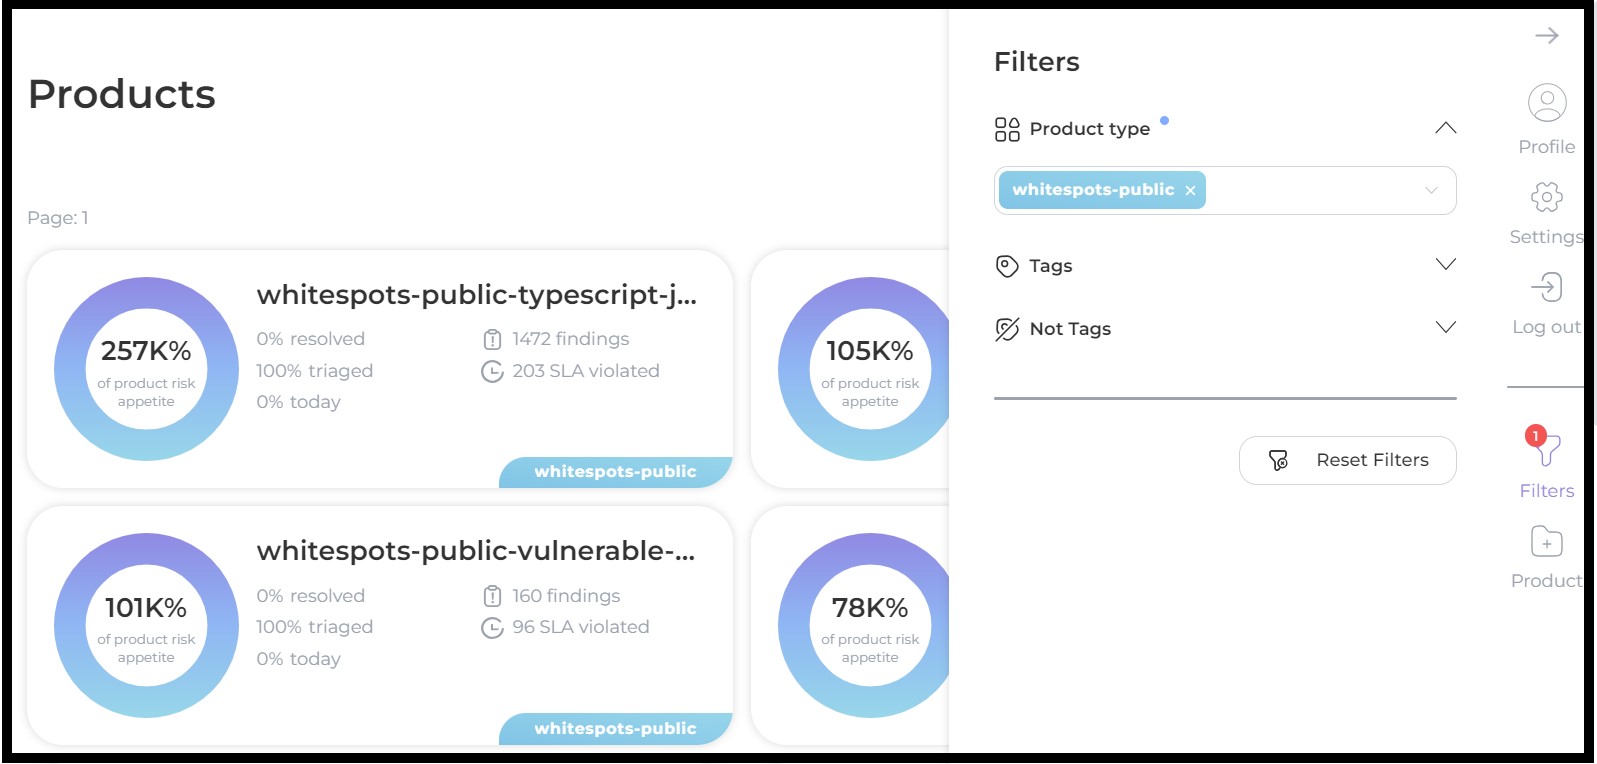 Products
Page: 1
whitespots-public-typescript-j...
257K%
of product risk
appetite
0% resolved
100% triaged
0% today
1472 findings
203 SLA violated
whitespots-public
105K%
of product risk
appetite
whitespots-public-vulnerable-...
101K%
of product risk
appetite
0% resolved
100% triaged
0% today
160 findings
96 SLA violated
whitespots-public
78K%
of product risk
appetite
Filters
Product type
whitespots-public ×
Tags
Not Tags
Reset Filters
Profile
Settings
Log out
1
Filters
Product